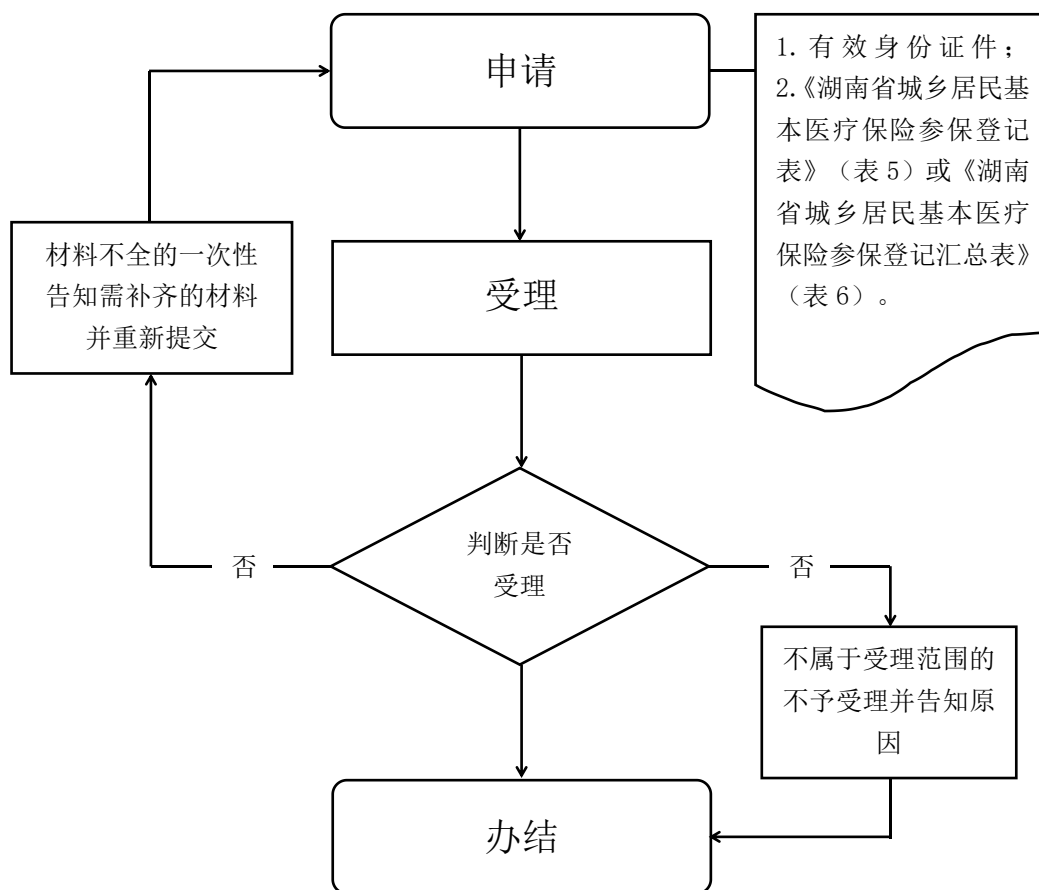 申请
1. 有效身份证件；
2.《湖南省城乡居民基
本医疗保险参保登记
表》（表 5）或《湖南
省城乡居民基本医疗
保险参保登记汇总表》
（表 6）。
材料不全的一次性
告知需补齐的材料
并重新提交
受理
判断是否
受理
否
否
不属于受理范围的
不予受理并告知原
因
办结